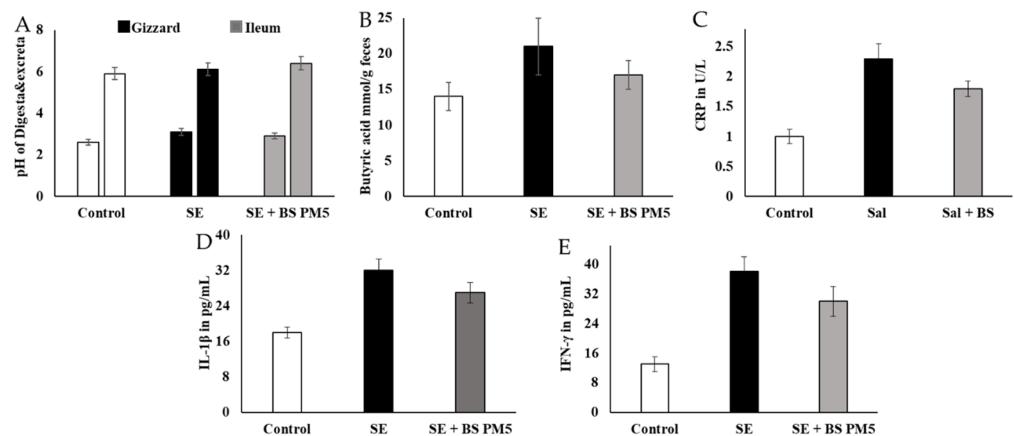 A
Gizzard
Ileum
pH of Digesta&excreta
8
6
4
2
0
Control
SE
SE + BS PM5
B
Butyric acid mmol/g feces
25
20
15
10
5
0
Control
SE
SE + BS PM5
C
CRP in U/L
2.5
2
1.5
1
0.5
0
Control
Sal
Sal + BS
D
IL-1β in pg/mL
40
32
24
16
8
0
Control
SE
SE + BS PM5
E
IFN-γ in pg/mL
40
32
24
16
8
0
Control
SE
SE + BS PM5